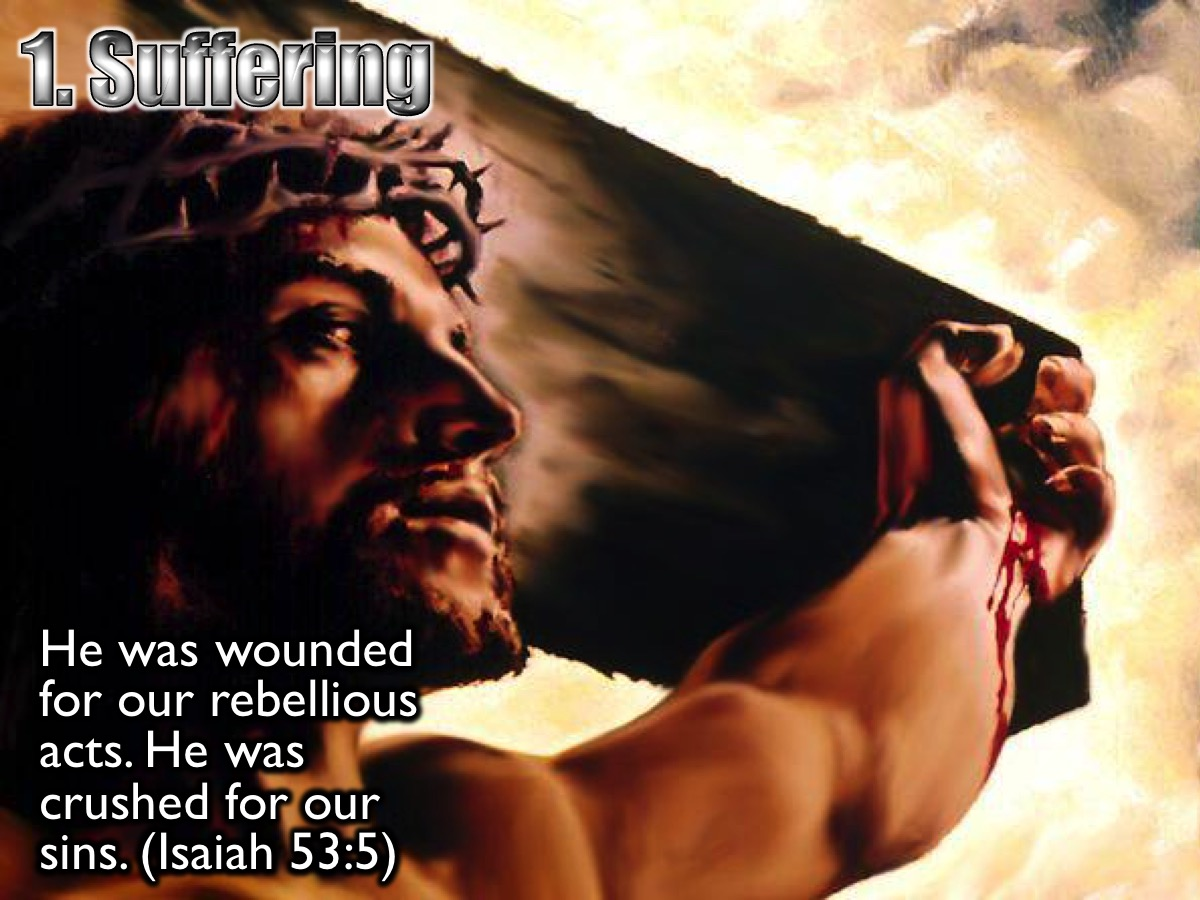 1. Suffering
He was wounded
for our rebellious
acts. He was
crushed for our
sins. (Isaiah 53:5)